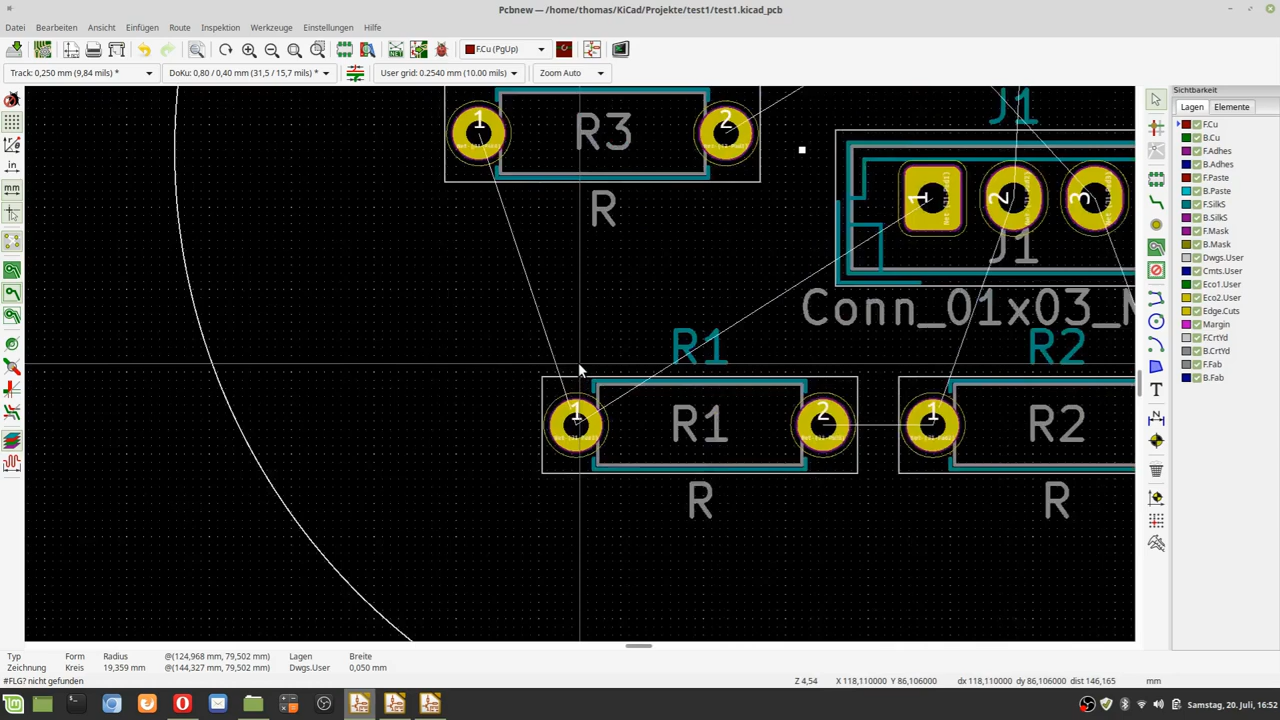 Pcbnew — /home/thomas/KiCad/Projekte/test1/test1.kicad_pcb
Datei Bearbeiten Ansicht Einfügen Route Inspektion Werkzeuge Einstellungen Hilfe
F.Cu (PgUp)
Track: 0,250 mm (9,84 mils) * DoKu: 0,80 / 0,40 mm (31,5 / 15,7 mils) * User grid: 0.2540 mm (10.00 mils) Zoom Auto
in
mm
Sichtbarkeit
Lagen Elemente
F.Cu
B.Cu
F.Adhes
B.Adhes
F.Paste
B.Paste
F.SilkS
B.SilkS
F.Mask
B.Mask
Dwgs.User
Cmts.User
Eco1.User
Eco2.User
Edge.Cuts
Margin
F.CrtYd
B.CrtYd
F.Fab
B.Fab
J1
1 R3 2
R
1 2 3
J1
Conn_01x03_M
R1 R2
1 R1 2 1 R2
R R
Typ Form Radius @(124,968 mm, 79,502 mm) Lagen Breite
Zeichnung Kreis 19,359 mm @(144,327 mm, 79,502 mm) Dwgs.User 0,050 mm
#FLG? nicht gefunden Z 4,54 X 118,110000 Y 86,106000 dx 118,110000 dy 86,106000 dist 146,165 mm
Samstag, 20. Juli, 16:52